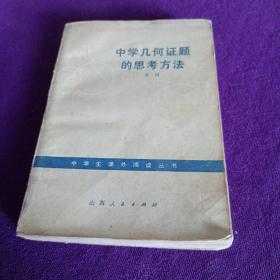 中学几何证题
的思考方法
中学生课外阅读丛书
山西人民出版社